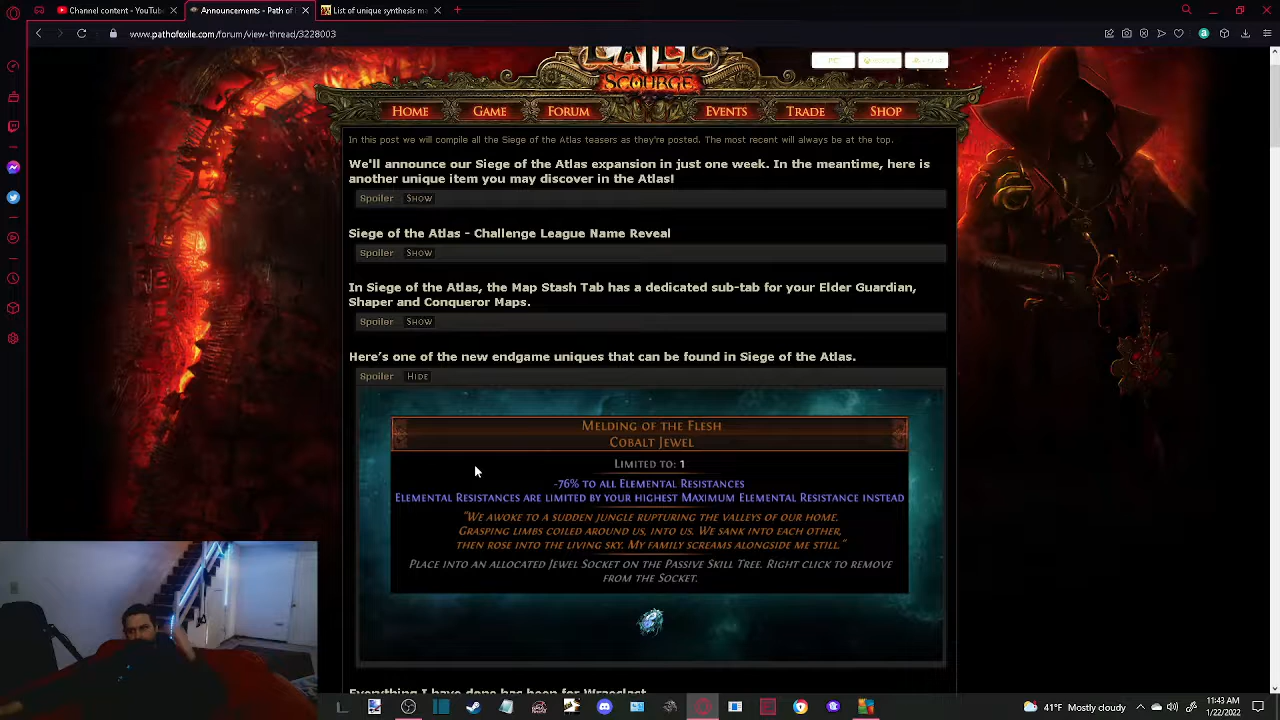 Channel content - YouTub
Path of E
List of unique synthesis ma
www.pathofexile.com/forum/view-thread/3228003
SCOURGE
HOME
GAME
FORUM
EVENTS
TRADE
SHOP
In this post we will compile all the Siege of the Atlas teasers as they're posted. The most recent will always be at the top.
We'll announce our Siege of the Atlas expansion in just one week. In the meantime, here is
another unique item you may discover in the Atlas!
Spoiler SHOW
Siege of the Atlas - Challenge League Name Reveal
Spoiler SHOW
In Siege of the Atlas, the Map Stash Tab has a dedicated sub-tab for your Elder Guardian,
Shaper and Conqueror Maps.
Spoiler SHOW
Here's one of the new endgame uniques that can be found in Siege of the Atlas.
Spoiler HIDE
MELDING OF THE FLESH
COBALT JEWEL
LIMITED TO: 1
-76% TO ALL ELEMENTAL RESISTANCES
ELEMENTAL RESISTANCES ARE LIMITED BY YOUR HIGHEST MAXIMUM ELEMENTAL RESISTANCE INSTEAD
"WE AWOKE TO A SUDDEN JUNGLE RUPTURING THE VALLEYS OF OUR HOME.
GRASPING LIMBS COILED AROUND US, INTO US. WE SANK INTO EACH OTHER,
THEN ROSE INTO THE LIVING SKY. MY FAMILY SCREAMS ALONGSIDE ME STILL."
PLACE INTO AN ALLOCATED JEWEL SOCKET ON THE PASSIVE SKILL TREE. RIGHT CLICK TO REMOVE
FROM THE SOCKET.
Everything I have done has been for Wraeclast
41°F Mostly cloudy
11:43 AM
1/22/2022